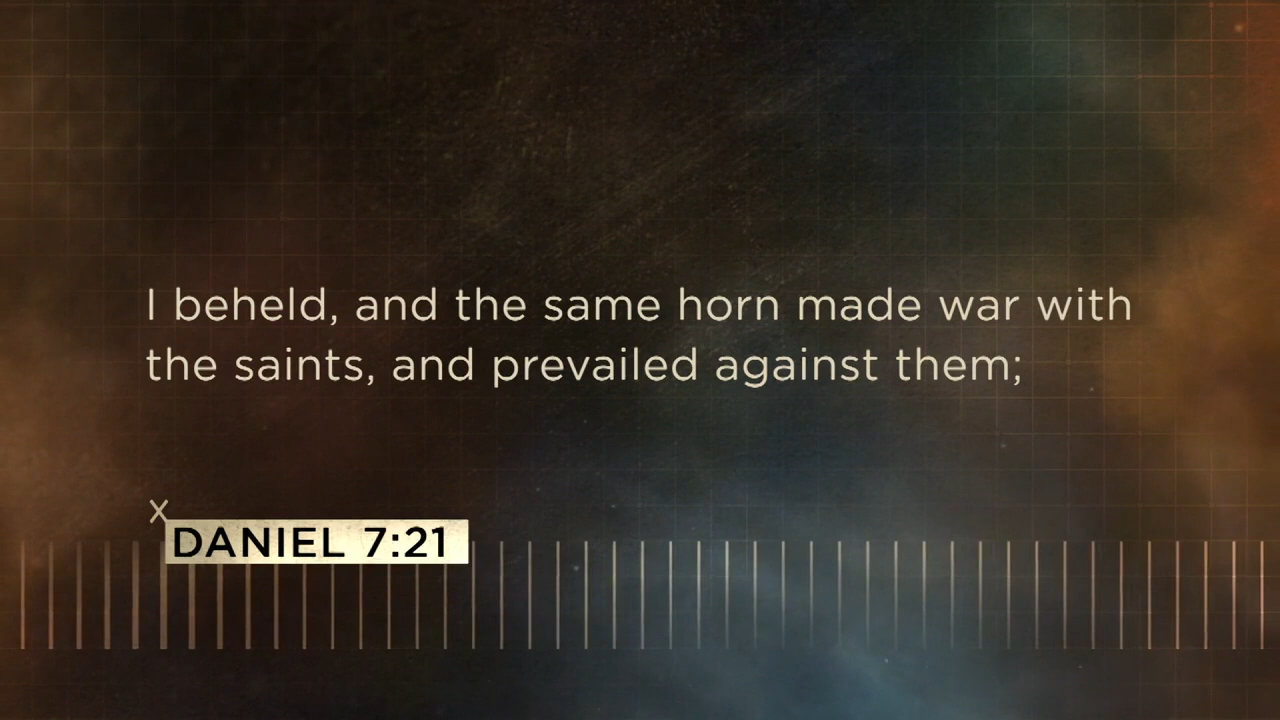 I beheld, and the same horn made war with
the saints, and prevailed against them;
DANIEL 7:21